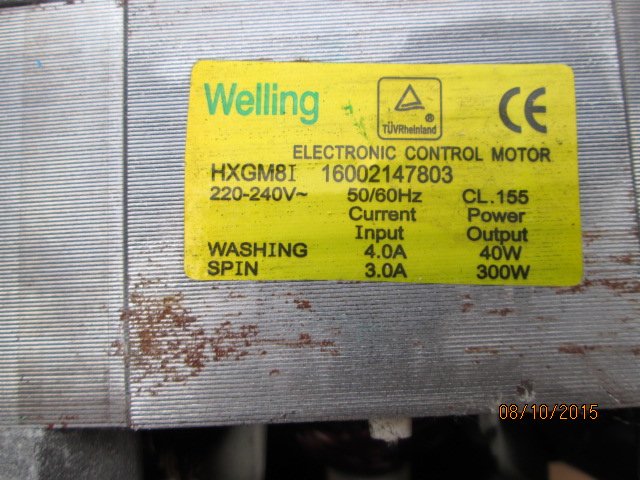 Welling
TÜVRheinland ®
CE
ELECTRONIC CONTROL MOTOR
HXGM8I 16002147803
220-240V~ 50/60Hz CL.155
Current Power
Input Output
WASHING 4.0A 40W
SPIN 3.0A 300W
08/10/2015